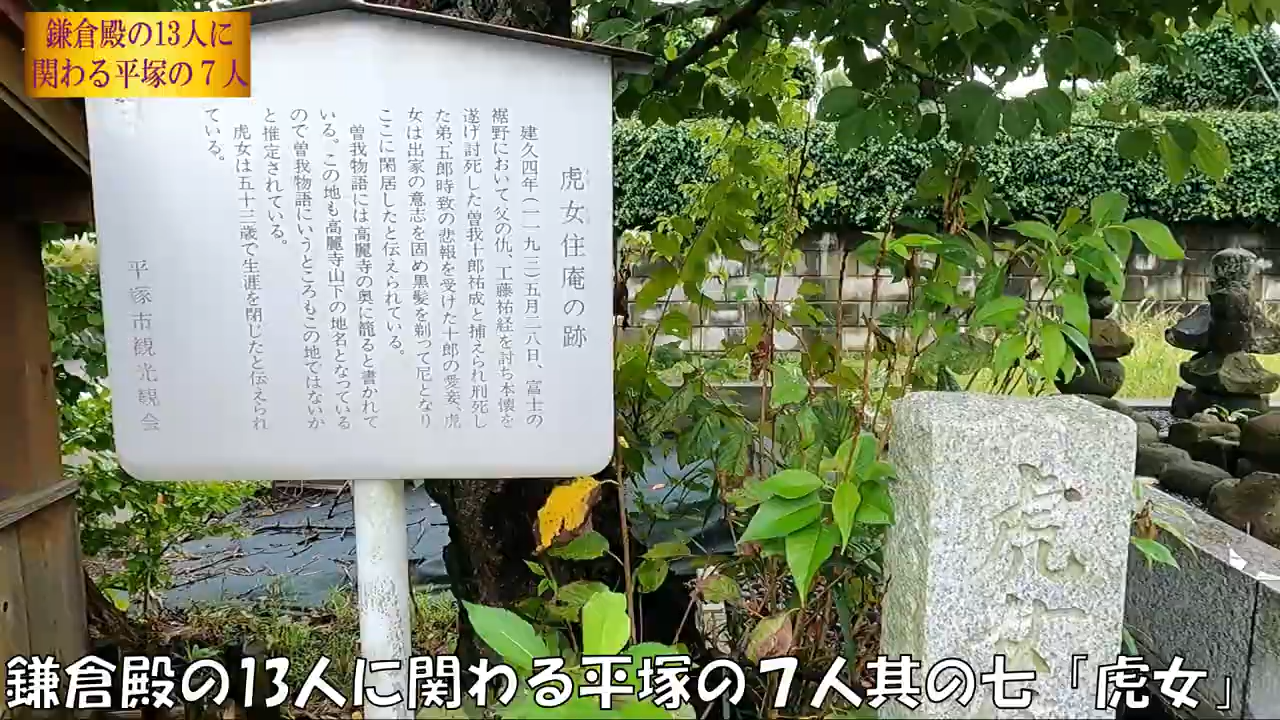 鎌倉殿の13人に
関わる平塚の７人
虎女住庵の跡
建久四年(一一九三)五月二八日、富士の
裾野において父の仇、工藤祐経を討ち本懐を
遂げ討死した曽我十郎祐成と捕えられ刑死し
た弟、五郎時致の悲報を受けた十郎の愛妾、虎
女は出家の意志を固め黒髪を剃って尼となり
ここに閑居したと伝えられている。
曽我物語には高麗寺の奥に籠ると書かれて
いる。この地も高麗寺山下の地名となっている
ので曽我物語にいうところもこの地ではないか
と推定されている。
虎女は五十三歳で生涯を閉じたと伝えられ
ている。
平塚市観光観会
虎女
鎌倉殿の13人に関わる平塚の７人其の七「虎女」